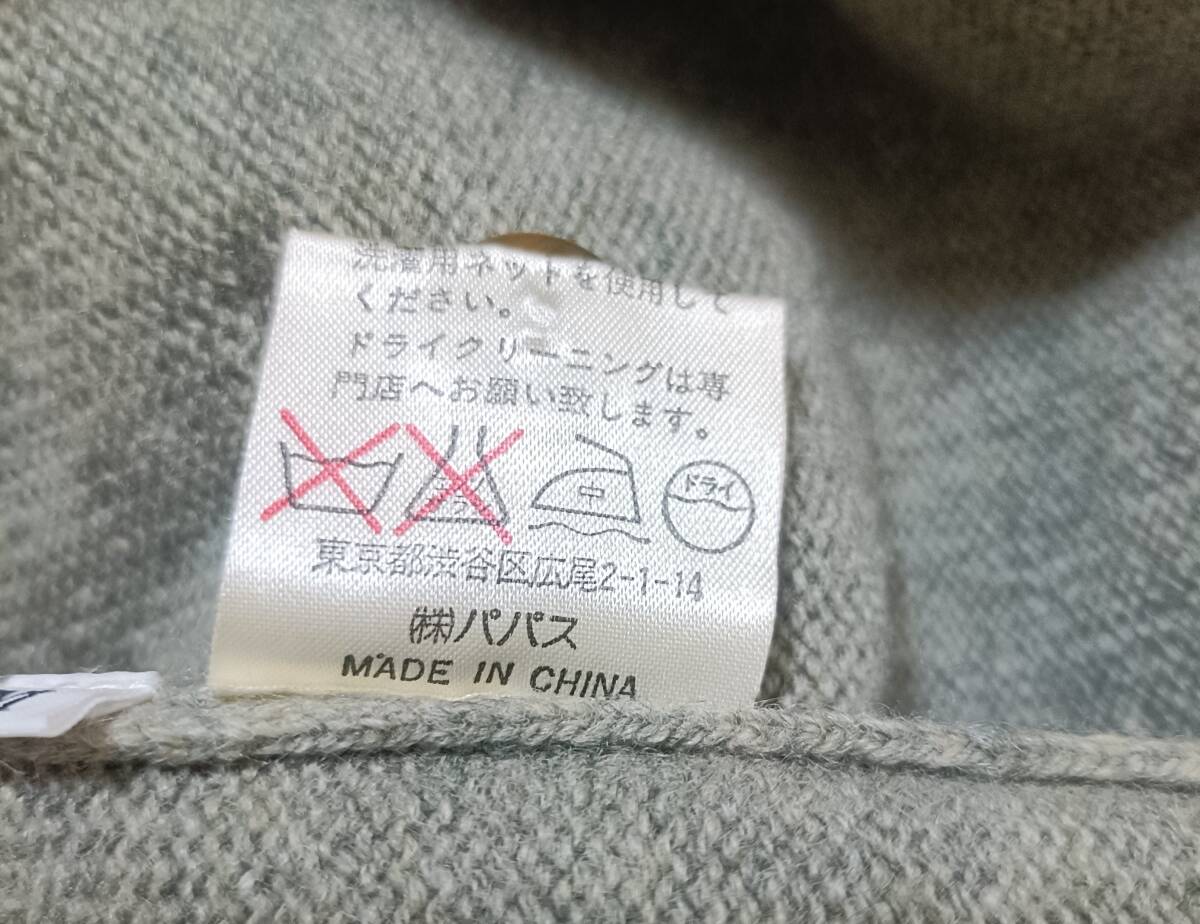 洗濯用ネットを使用して
ください。
ドライクリーニングは専
門店へお願い致します。
中
ドライ
東京都渋谷区広尾2-1-14
㈱パパス
MADE IN CHINA